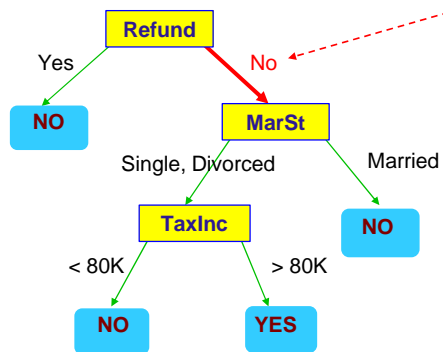 Refund
Yes
No
NO
MarSt
Single, Divorced
Married
TaxInc
NO
< 80K
> 80K
NO
YES